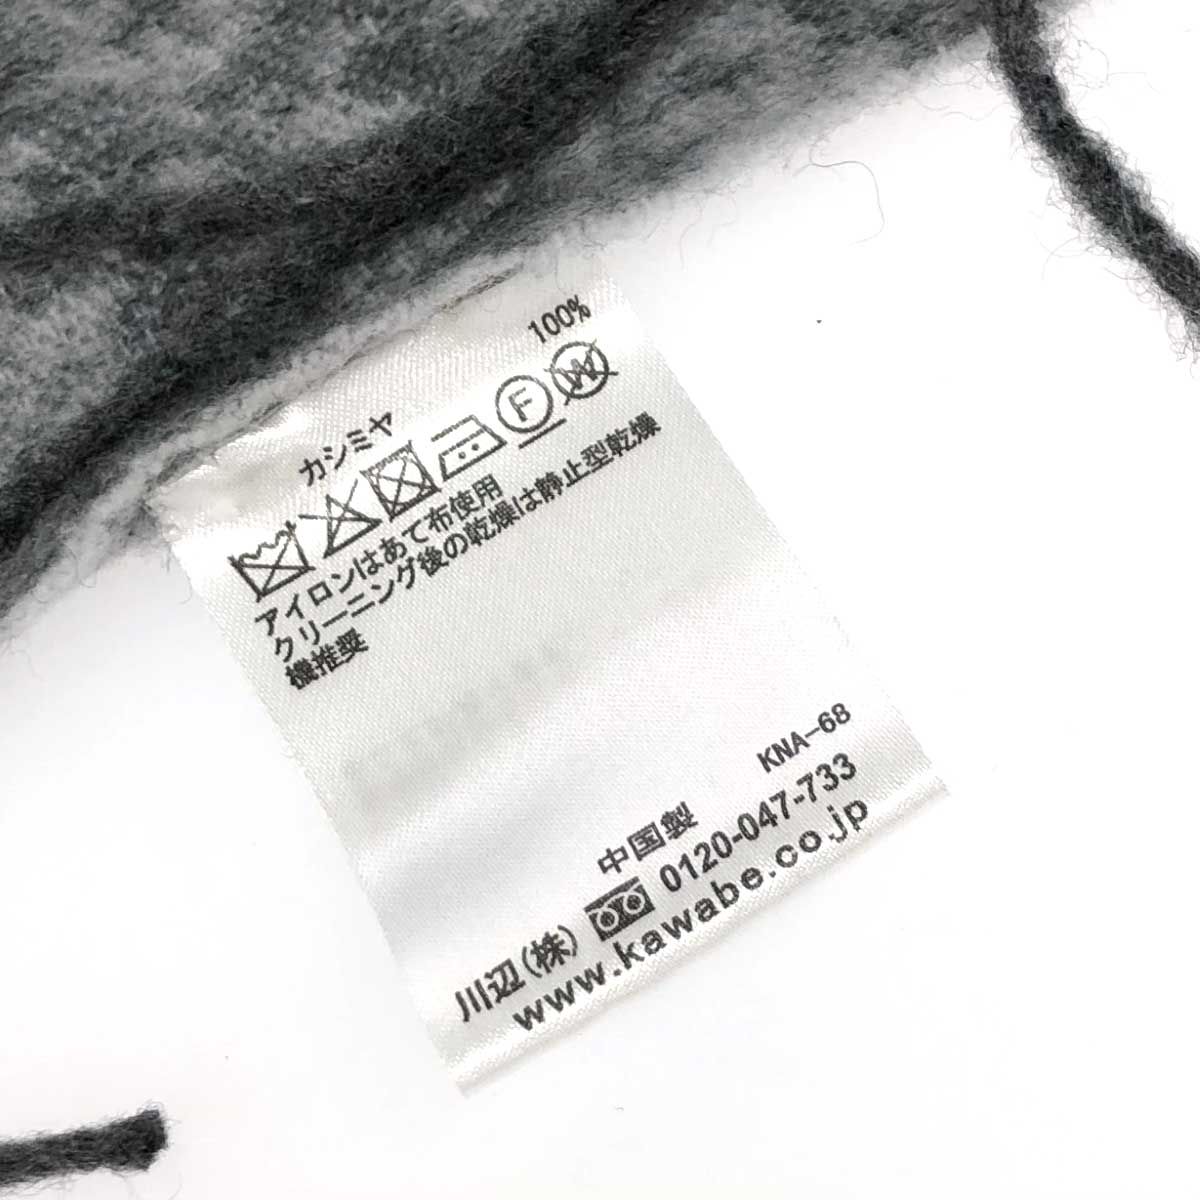 カシミヤ 100%
F W
アイロンはあて布使用
クリーニング後の乾燥は静止型乾燥
機推奨
KNA-68
中国製
川辺(株) 0120-047-733
www.kawabe.co.jp